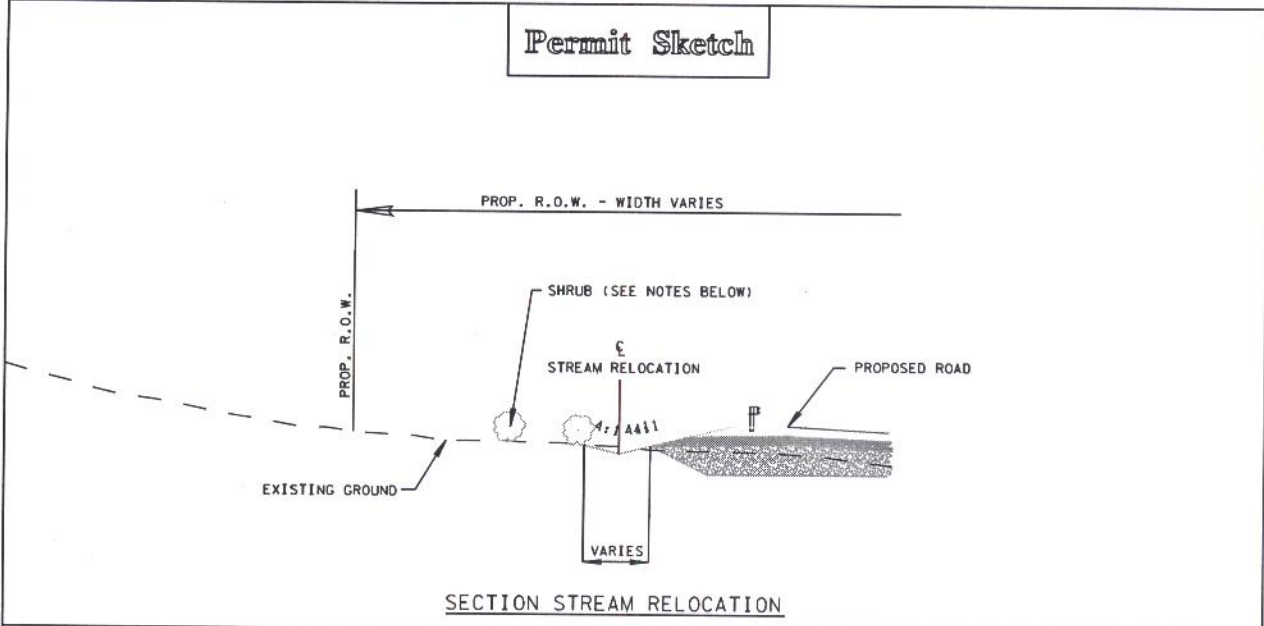 Permit Sketch
PROP. R.O.W. - WIDTH VARIES
PROP. R.O.W.
SHRUB (SEE NOTES BELOW)
℄
STREAM RELOCATION
PROPOSED ROAD
EXISTING GROUND
VARIES
SECTION STREAM RELOCATION